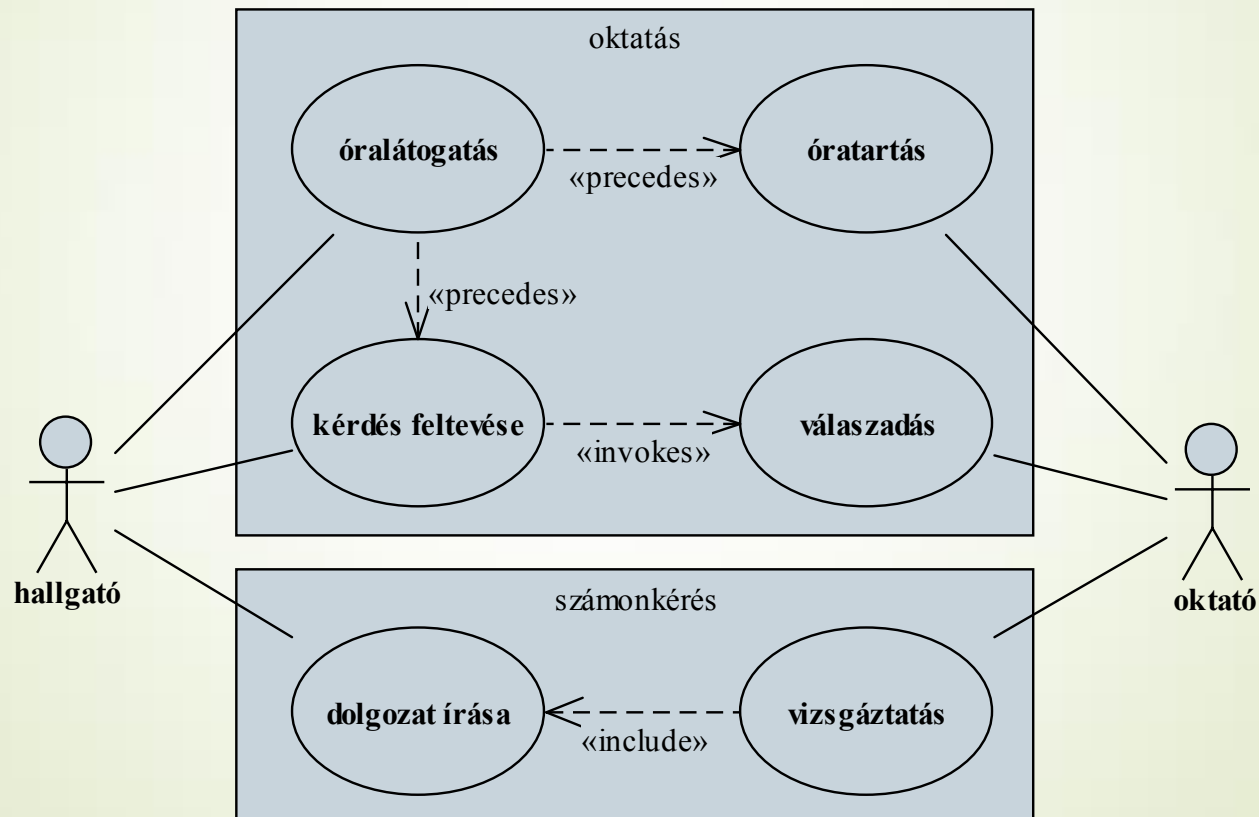 oktatás
óralátogatás
«precedes»
óratartás
«precedes»
kérdés feltevése
«invokes»
válaszadás
hallgató
oktató
számonkérés
dolgozat írása
«include»
vizsgáztatás